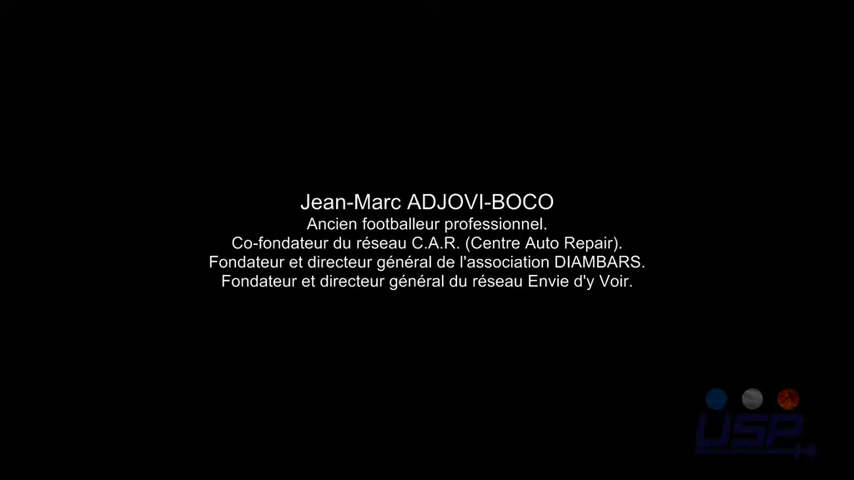 Jean-Marc ADJOVI-BOCO
Ancien footballeur professionnel.
Co-fondateur du réseau C.A.R. (Centre Auto Repair).
Fondateur et directeur général de l'association DIAMBARS.
Fondateur et directeur général du réseau Envie d'y Voir.
USP